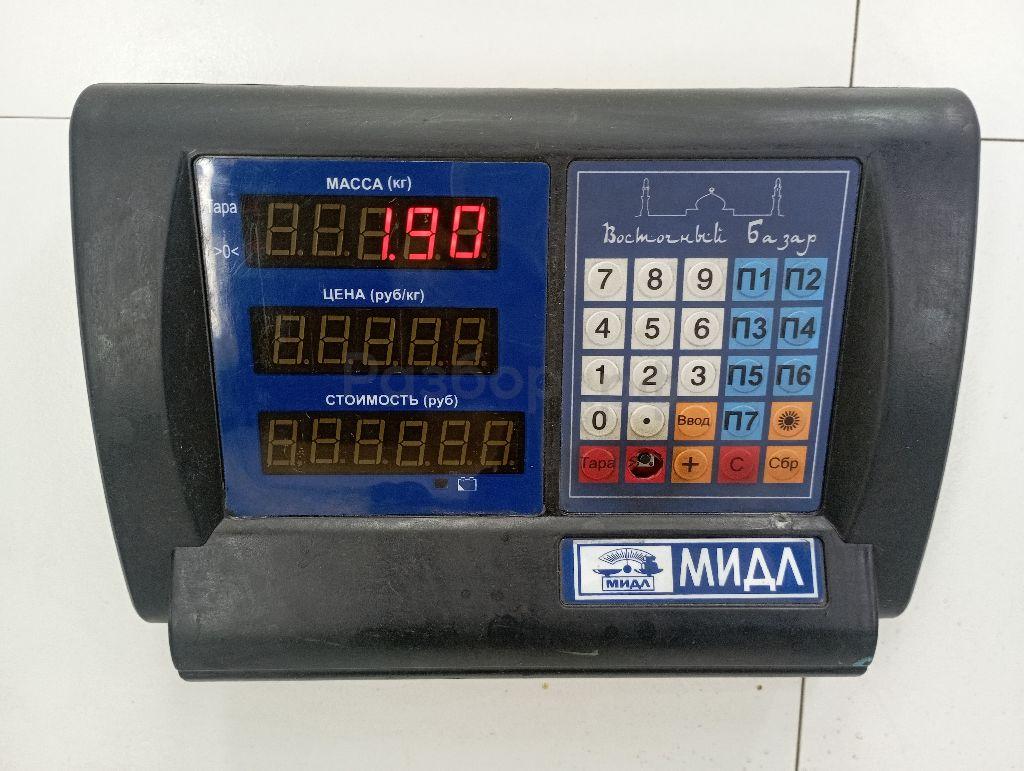 МАССА (кг)
Тара
1.90
>0<
ЦЕНА (руб/кг)
СТОИМОСТЬ (руб)
Восточный Базар
7 8 9 П1 П2
4 5 6 П3 П4
1 2 3 П5 П6
0 . Ввод П7
Тара + C Сбр
МИДЛ МИДЛ
Разбор